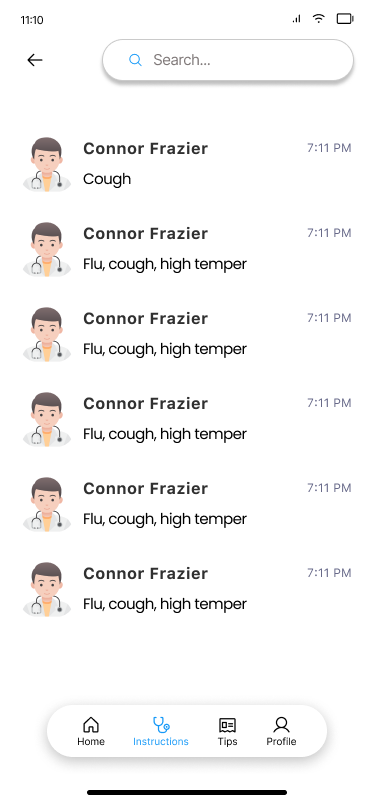 11:10
Search...
Connor Frazier 7:11 PM
Cough
Connor Frazier 7:11 PM
Flu, cough, high temper
Connor Frazier 7:11 PM
Flu, cough, high temper
Connor Frazier 7:11 PM
Flu, cough, high temper
Connor Frazier 7:11 PM
Flu, cough, high temper
Connor Frazier 7:11 PM
Flu, cough, high temper
Home Instructions Tips Profile